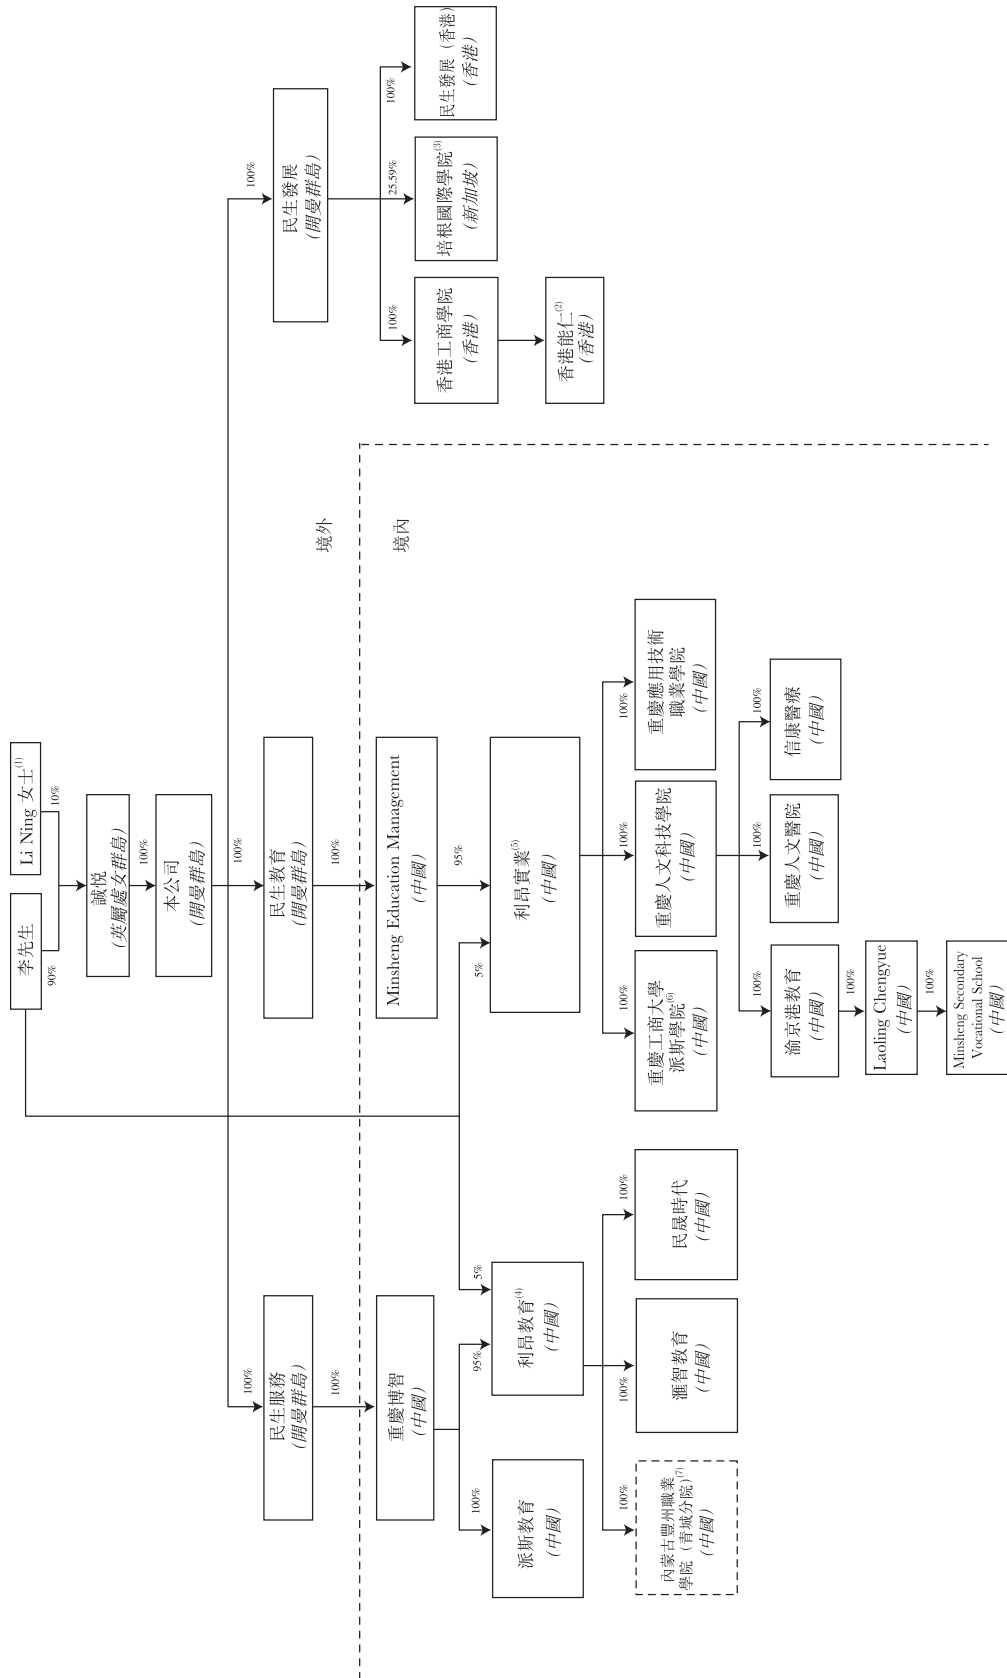 李先生
Li Ning 女士(1)
90%
10%
誠悦
(英屬處女群島)
100%
本公司
(開曼群島)
100%
100%
100%
民生服務
(開曼群島)
民生教育
(開曼群島)
民生發展
(開曼群島)
100%
100%
100%
25.59%
100%
境外
境內
重慶博智
(中國)
Minsheng Education Management
(中國)
香港工商學院
(香港)
培根國際學院(3)
(新加坡)
民生發展(香港)
(香港)
100%
95%
5%
5%
95%
派斯教育
(中國)
利昂教育(4)
(中國)
利昂實業(5)
(中國)
香港能仁(2)
(香港)
100%
100%
100%
100%
100%
100%
內蒙古豐州職業
學院(青城分院)(7)
(中國)
滙智教育
(中國)
民晟時代
(中國)
重慶工商大學
派斯學院(6)
(中國)
重慶人文科技學院
(中國)
重慶應用技術
職業學院
(中國)
100%
100%
100%
渝京港教育
(中國)
重慶人文醫院
(中國)
信康醫療
(中國)
100%
Laoling Chengyue
(中國)
100%
Minsheng Secondary
Vocational School
(中國)